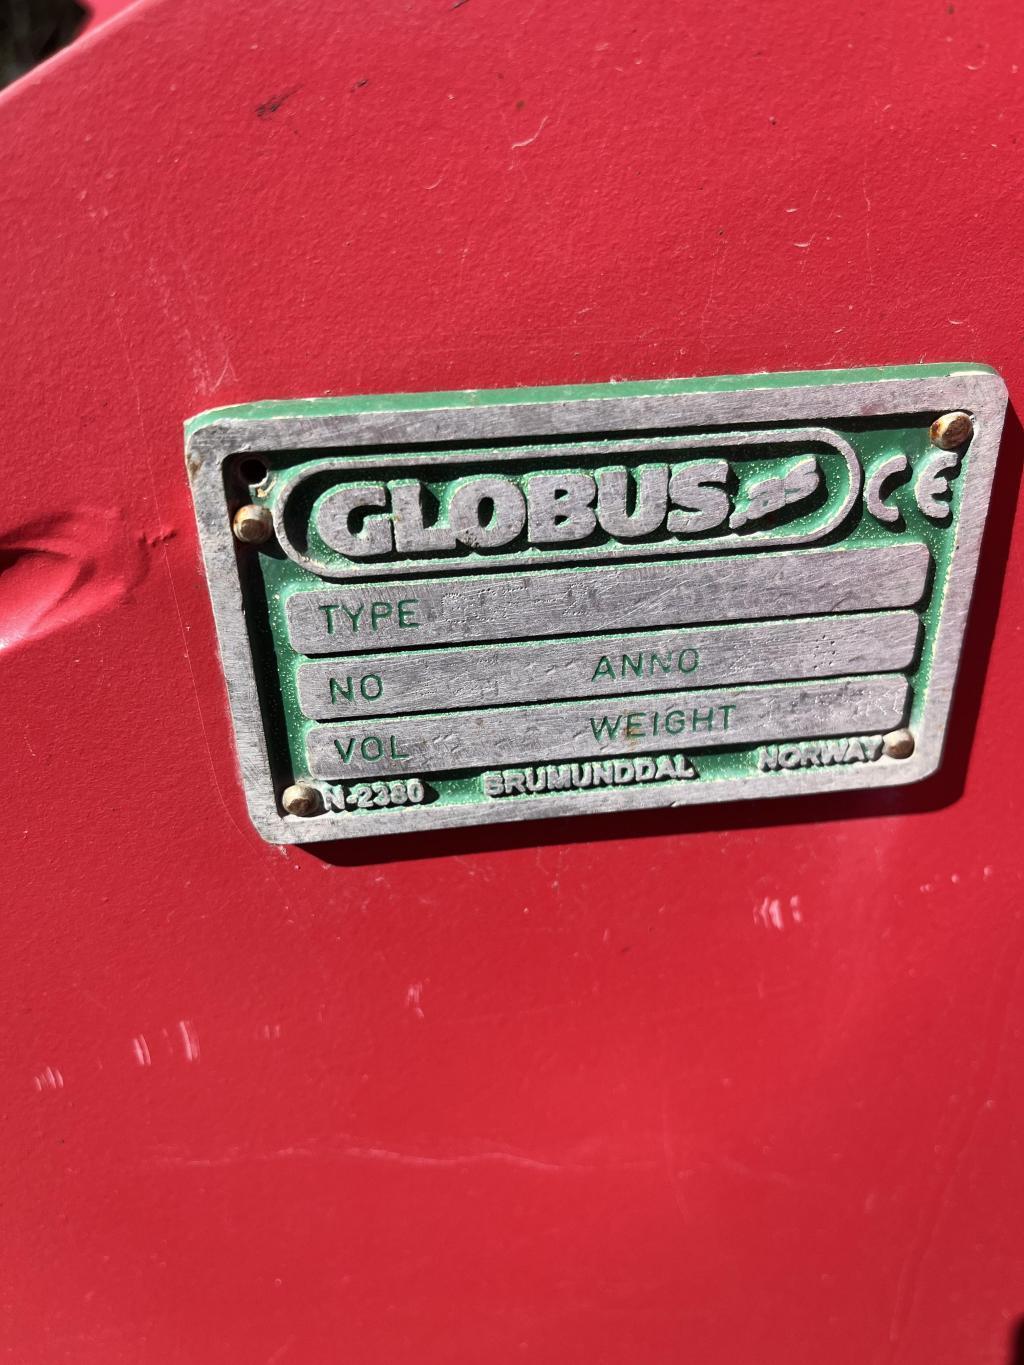 GLOBUS as CE
TYPE
NO ANNO
VOL WEIGHT
N-2380 BRUMUNDDAL NORWAY